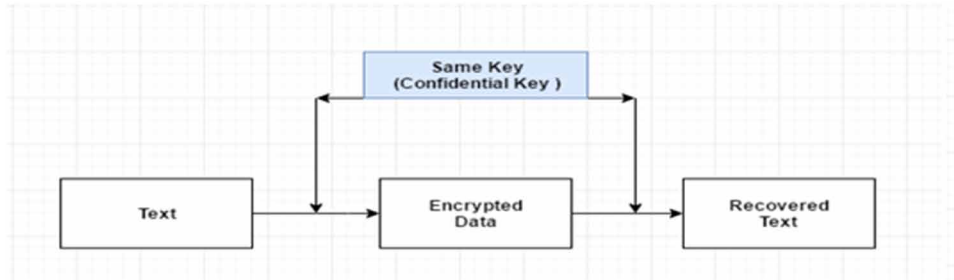 Same Key
(Confidential Key )
Text
Encrypted
Data
Recovered
Text